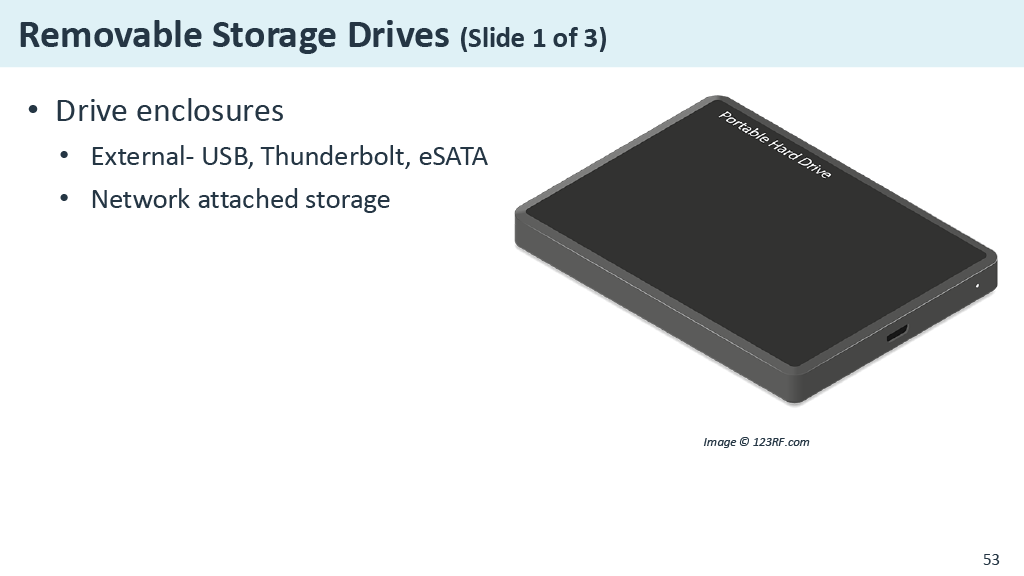 Removable Storage Drives (Slide 1 of 3)
• Drive enclosures
• External- USB, Thunderbolt, eSATA
• Network attached storage
Portable Hard Drive
Image © 123RF.com
53